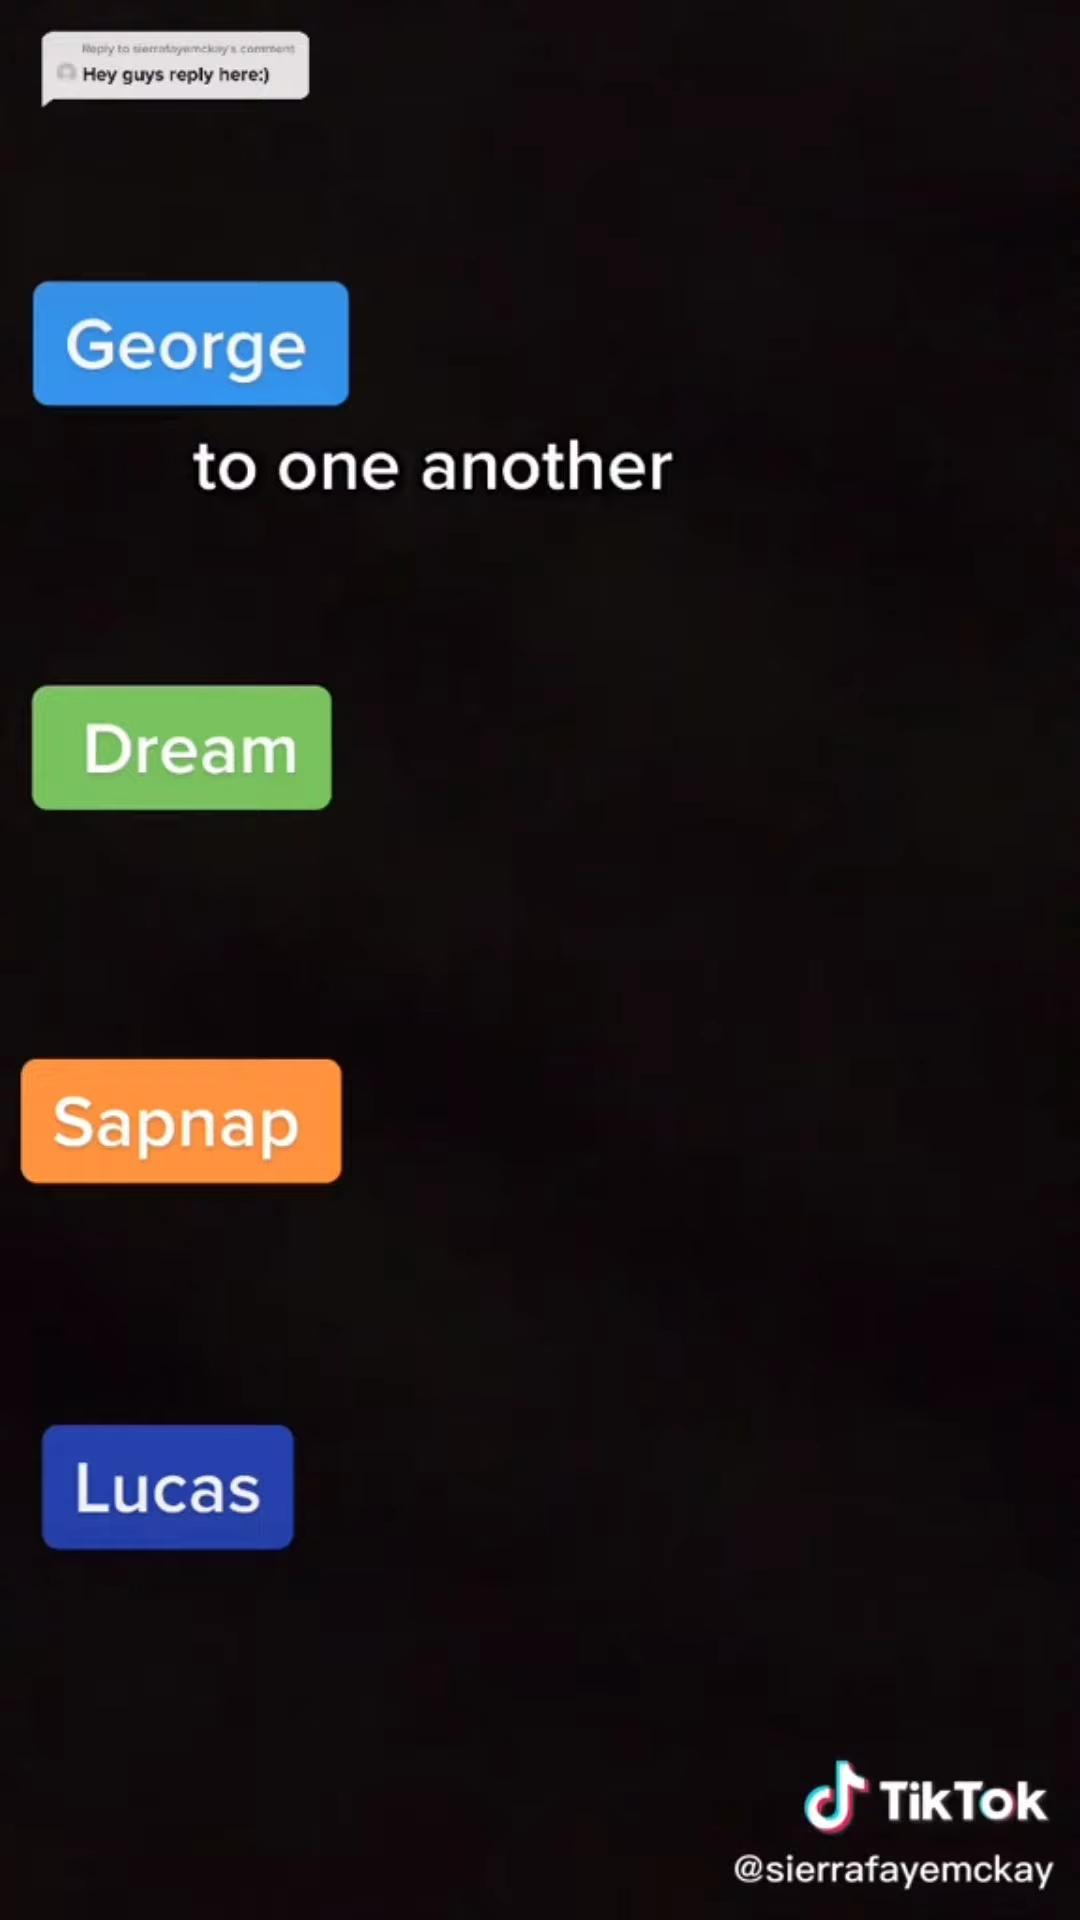 Reply to sierrafayemckay's comment
Hey guys reply here:)
George
to one another
Dream
Sapnap
Lucas
TikTok
@sierrafayemckay